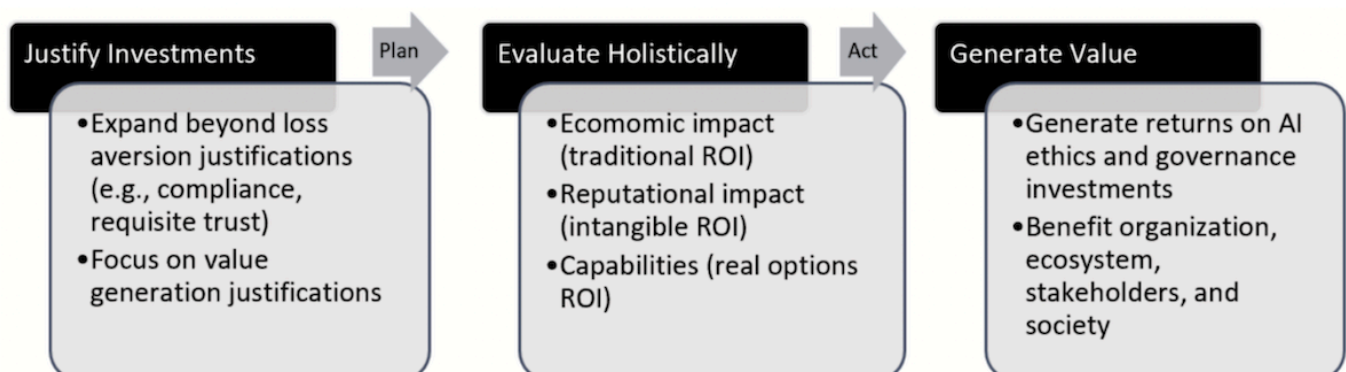 Justify Investments
•Expand beyond loss
aversion justifications
(e.g., compliance,
requisite trust)
•Focus on value
generation justifications
Plan
Evaluate Holistically
•Ecomomic impact
(traditional ROI)
•Reputational impact
(intangible ROI)
•Capabilities (real options
ROI)
Act
Generate Value
•Generate returns on AI
ethics and governance
investments
•Benefit organization,
ecosystem,
stakeholders, and
society